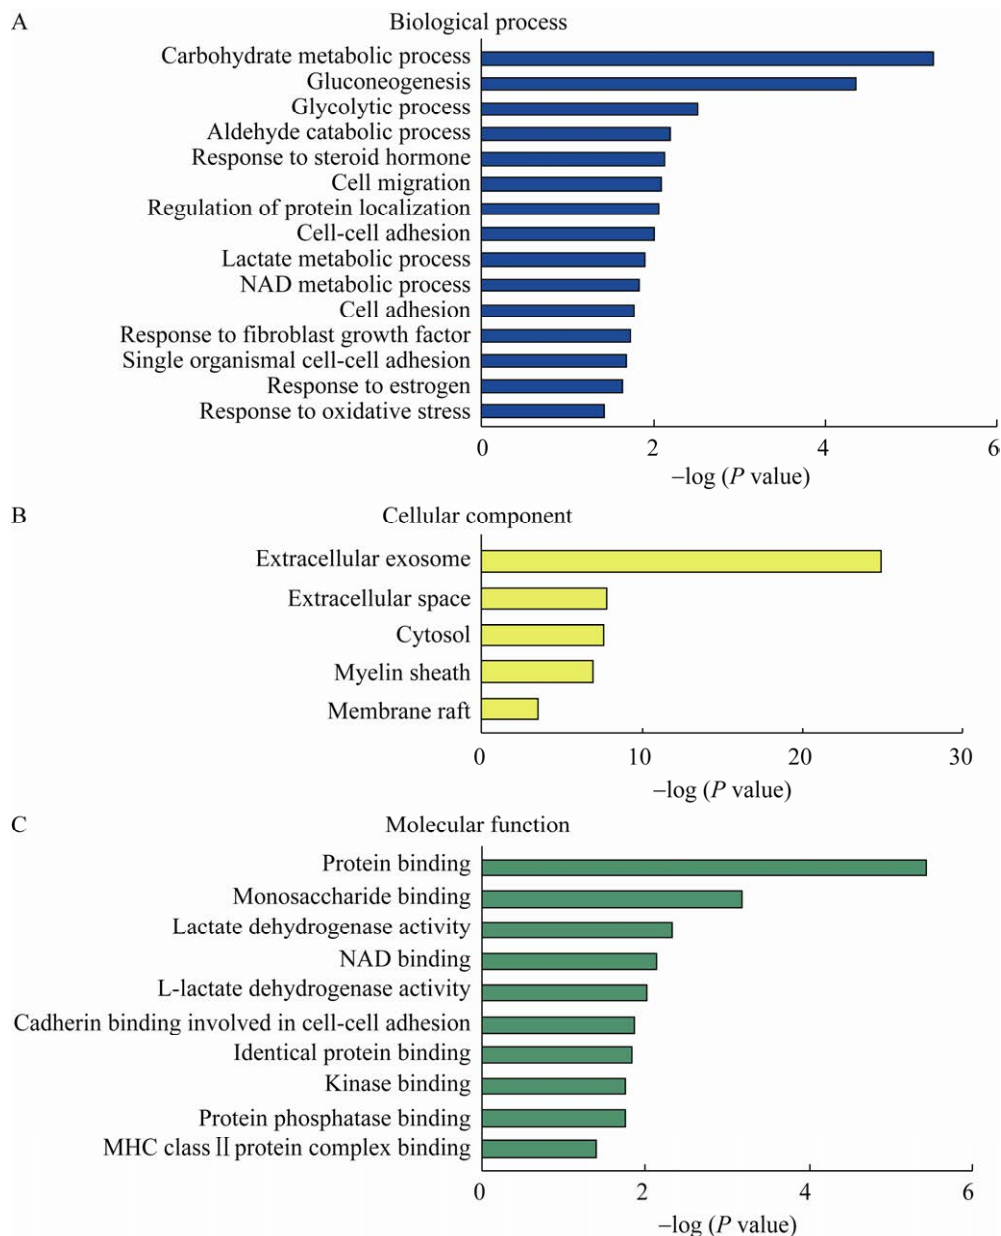 A
Biological process
Carbohydrate metabolic process
Gluconeogenesis
Glycolytic process
Aldehyde catabolic process
Response to steroid hormone
Cell migration
Regulation of protein localization
Cell-cell adhesion
Lactate metabolic process
NAD metabolic process
Cell adhesion
Response to fibroblast growth factor
Single organismal cell-cell adhesion
Response to estrogen
Response to oxidative stress
0 2 4 6
–log (P value)
B
Cellular component
Extracellular exosome
Extracellular space
Cytosol
Myelin sheath
Membrane raft
0 10 20 30
–log (P value)
C
Molecular function
Protein binding
Monosaccharide binding
Lactate dehydrogenase activity
NAD binding
L-lactate dehydrogenase activity
Cadherin binding involved in cell-cell adhesion
Identical protein binding
Kinase binding
Protein phosphatase binding
MHC class Ⅱ protein complex binding
0 2 4 6
–log (P value)